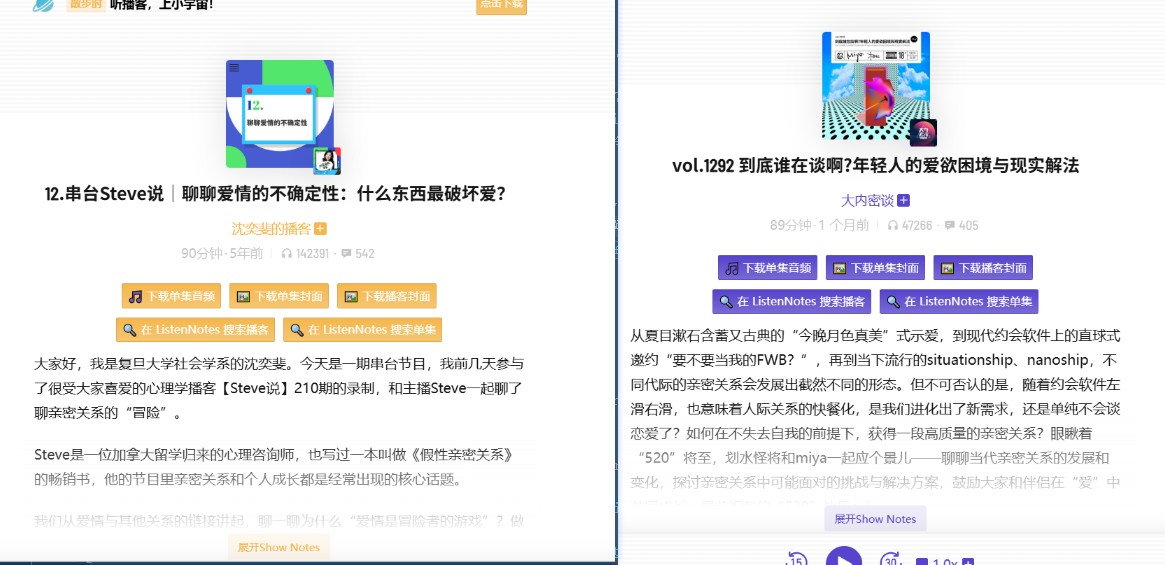 散步时 听播客，上小宇宙！
点击下载
12.
聊聊爱情的不确定性
12.串台Steve说｜聊聊爱情的不确定性：什么东西最破坏爱？
沈奕斐的播客
90分钟·5年前 142391 · 542
下载单集音频 下载单集封面 下载播客封面
在 ListenNotes 搜索播客 在 ListenNotes 搜索单集
大家好，我是复旦大学社会学系的沈奕斐。今天是一期串台节目，我前几天参与
了很受大家喜爱的心理学播客【Steve说】210期的录制，和主播Steve一起聊了
聊亲密关系的“冒险”。
Steve是一位加拿大留学归来的心理咨询师，也写过一本叫做《假性亲密关系》
的畅销书，他的节目里亲密关系和个人成长都是经常出现的核心话题。
我们从爱情与其他关系的链接讲起，聊一聊为什么“爱情是冒险者的游戏”？做
展开Show Notes
vol.1292 到底谁在谈啊?年轻人的爱欲困境与现实解法
大内密谈
89分钟·1 个月前 47266 · 405
下载单集音频 下载单集封面 下载播客封面
在 ListenNotes 搜索播客 在 ListenNotes 搜索单集
从夏目漱石含蓄又古典的“今晚月色真美”式示爱，到现代约会软件上的直球式
邀约“要不要当我的FWB？“，再到当下流行的situationship、nanoship，不
同代际的亲密关系会发展出截然不同的形态。但不可否认的是，随着约会软件左
滑右滑，也意味着人际关系的快餐化，是我们进化出了新需求，还是单纯不会谈
恋爱了？如何在不失去自我的前提下，获得一段高质量的亲密关系？眼瞅着
“520”将至，划水怪将和miya一起应个景儿——聊聊当代亲密关系的发展和
变化，探讨亲密关系中可能面对的挑战与解决方案，鼓励大家和伴侣在“爱”中
展开Show Notes
15
30
1.0x